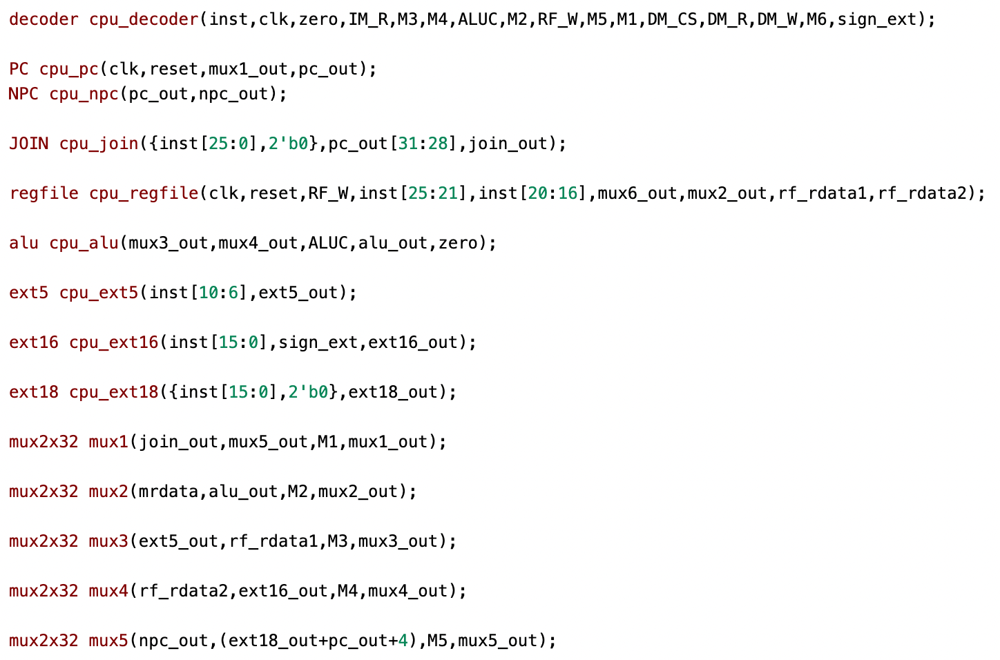 decoder cpu_decoder(inst,clk,zero,IM_R,M3,M4,ALUC,M2,RF_W,M5,M1,DM_CS,DM_R,DM_W,M6,sign_ext);
PC cpu_pc(clk,reset,mux1_out,pc_out);
NPC cpu_npc(pc_out,npc_out);
JOIN cpu_join({inst[25:0],2'b0},pc_out[31:28],join_out);
regfile cpu_regfile(clk,reset,RF_W,inst[25:21],inst[20:16],mux6_out,mux2_out,rf_rdata1,rf_rdata2);
alu cpu_alu(mux3_out,mux4_out,ALUC,alu_out,zero);
ext5 cpu_ext5(inst[10:6],ext5_out);
ext16 cpu_ext16(inst[15:0],sign_ext,ext16_out);
ext18 cpu_ext18({inst[15:0],2'b0},ext18_out);
mux2x32 mux1(join_out,mux5_out,M1,mux1_out);
mux2x32 mux2(mrdata,alu_out,M2,mux2_out);
mux2x32 mux3(ext5_out,rf_rdata1,M3,mux3_out);
mux2x32 mux4(rf_rdata2,ext16_out,M4,mux4_out);
mux2x32 mux5(npc_out,(ext18_out+pc_out+4),M5,mux5_out);